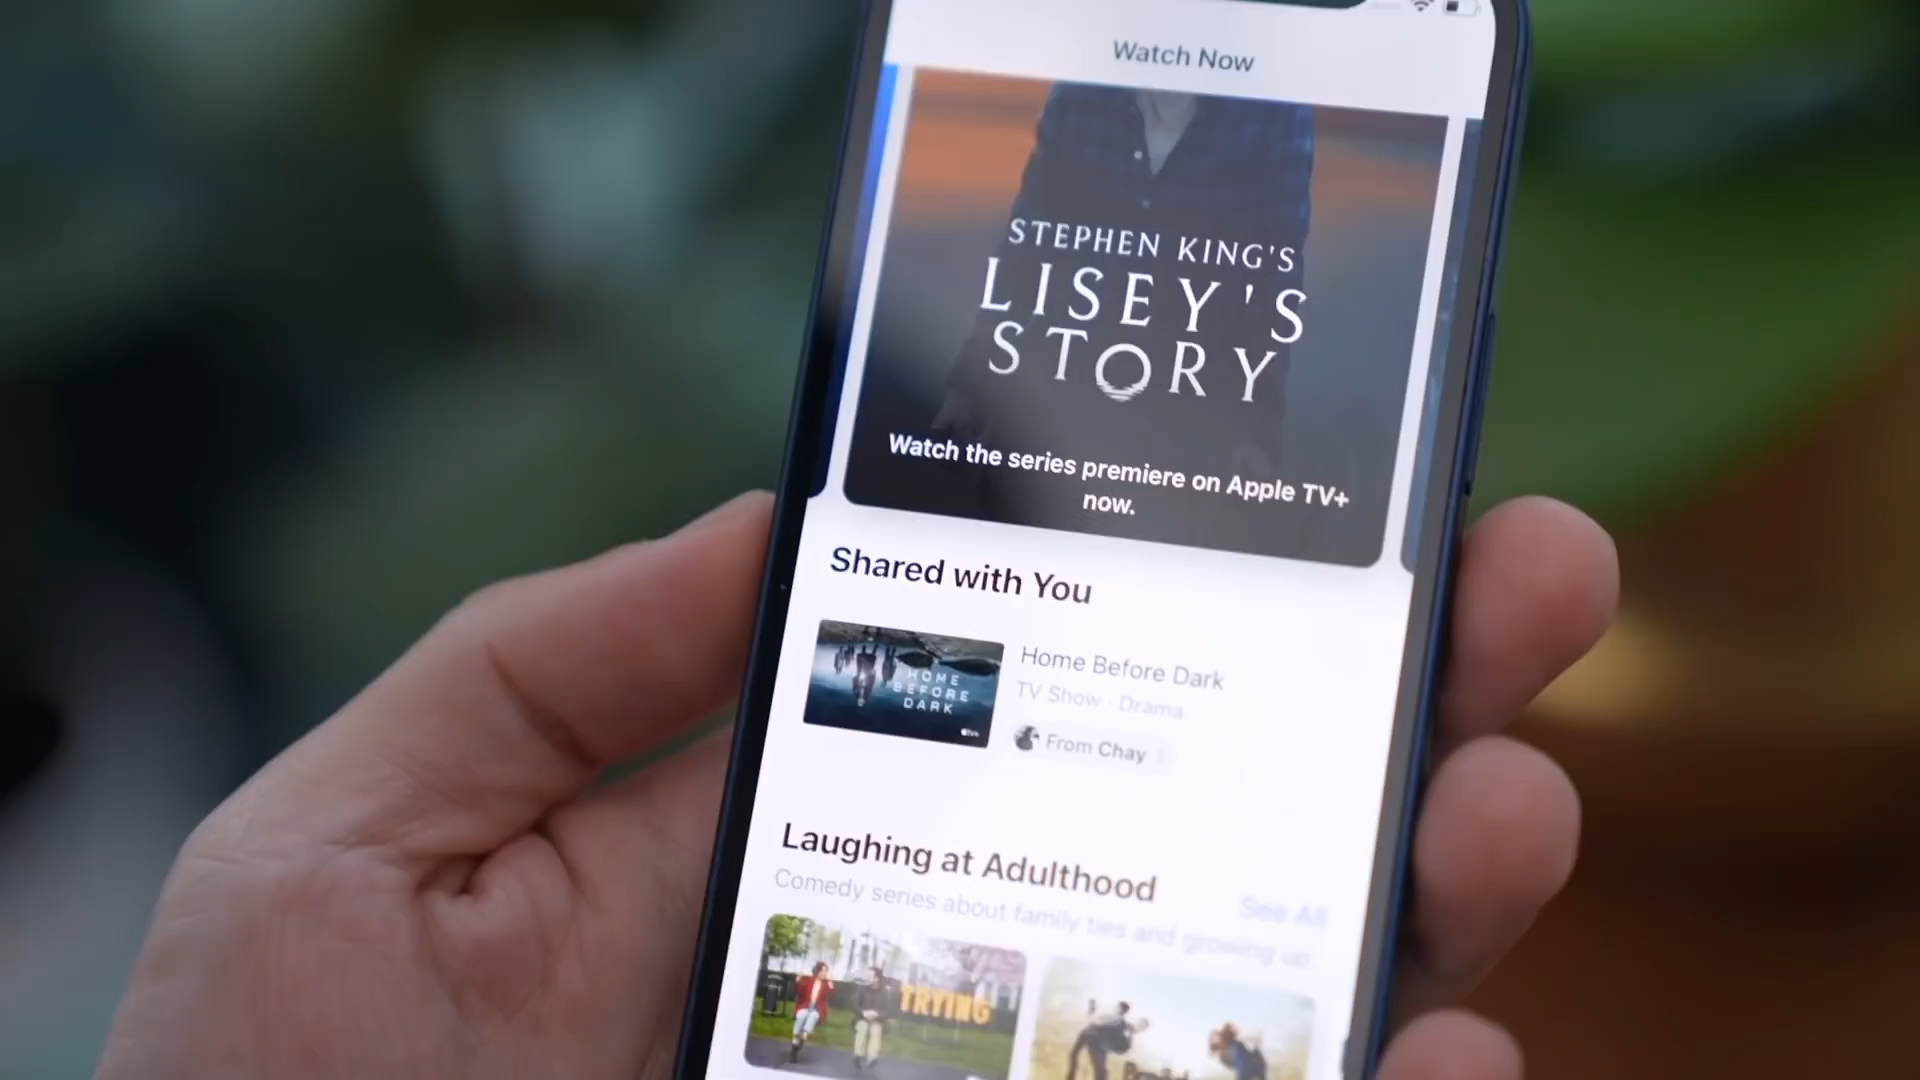 Watch Now
STEPHEN KING'S
LISEY'S
STORY
Watch the series premiere on Apple TV+
now.
Shared with You
HOME
BEFORE
DARK
Home Before Dark
TV Show · Drama
From Chay
Laughing at Adulthood
See All
Comedy series about family ties and growing up.
TRYING